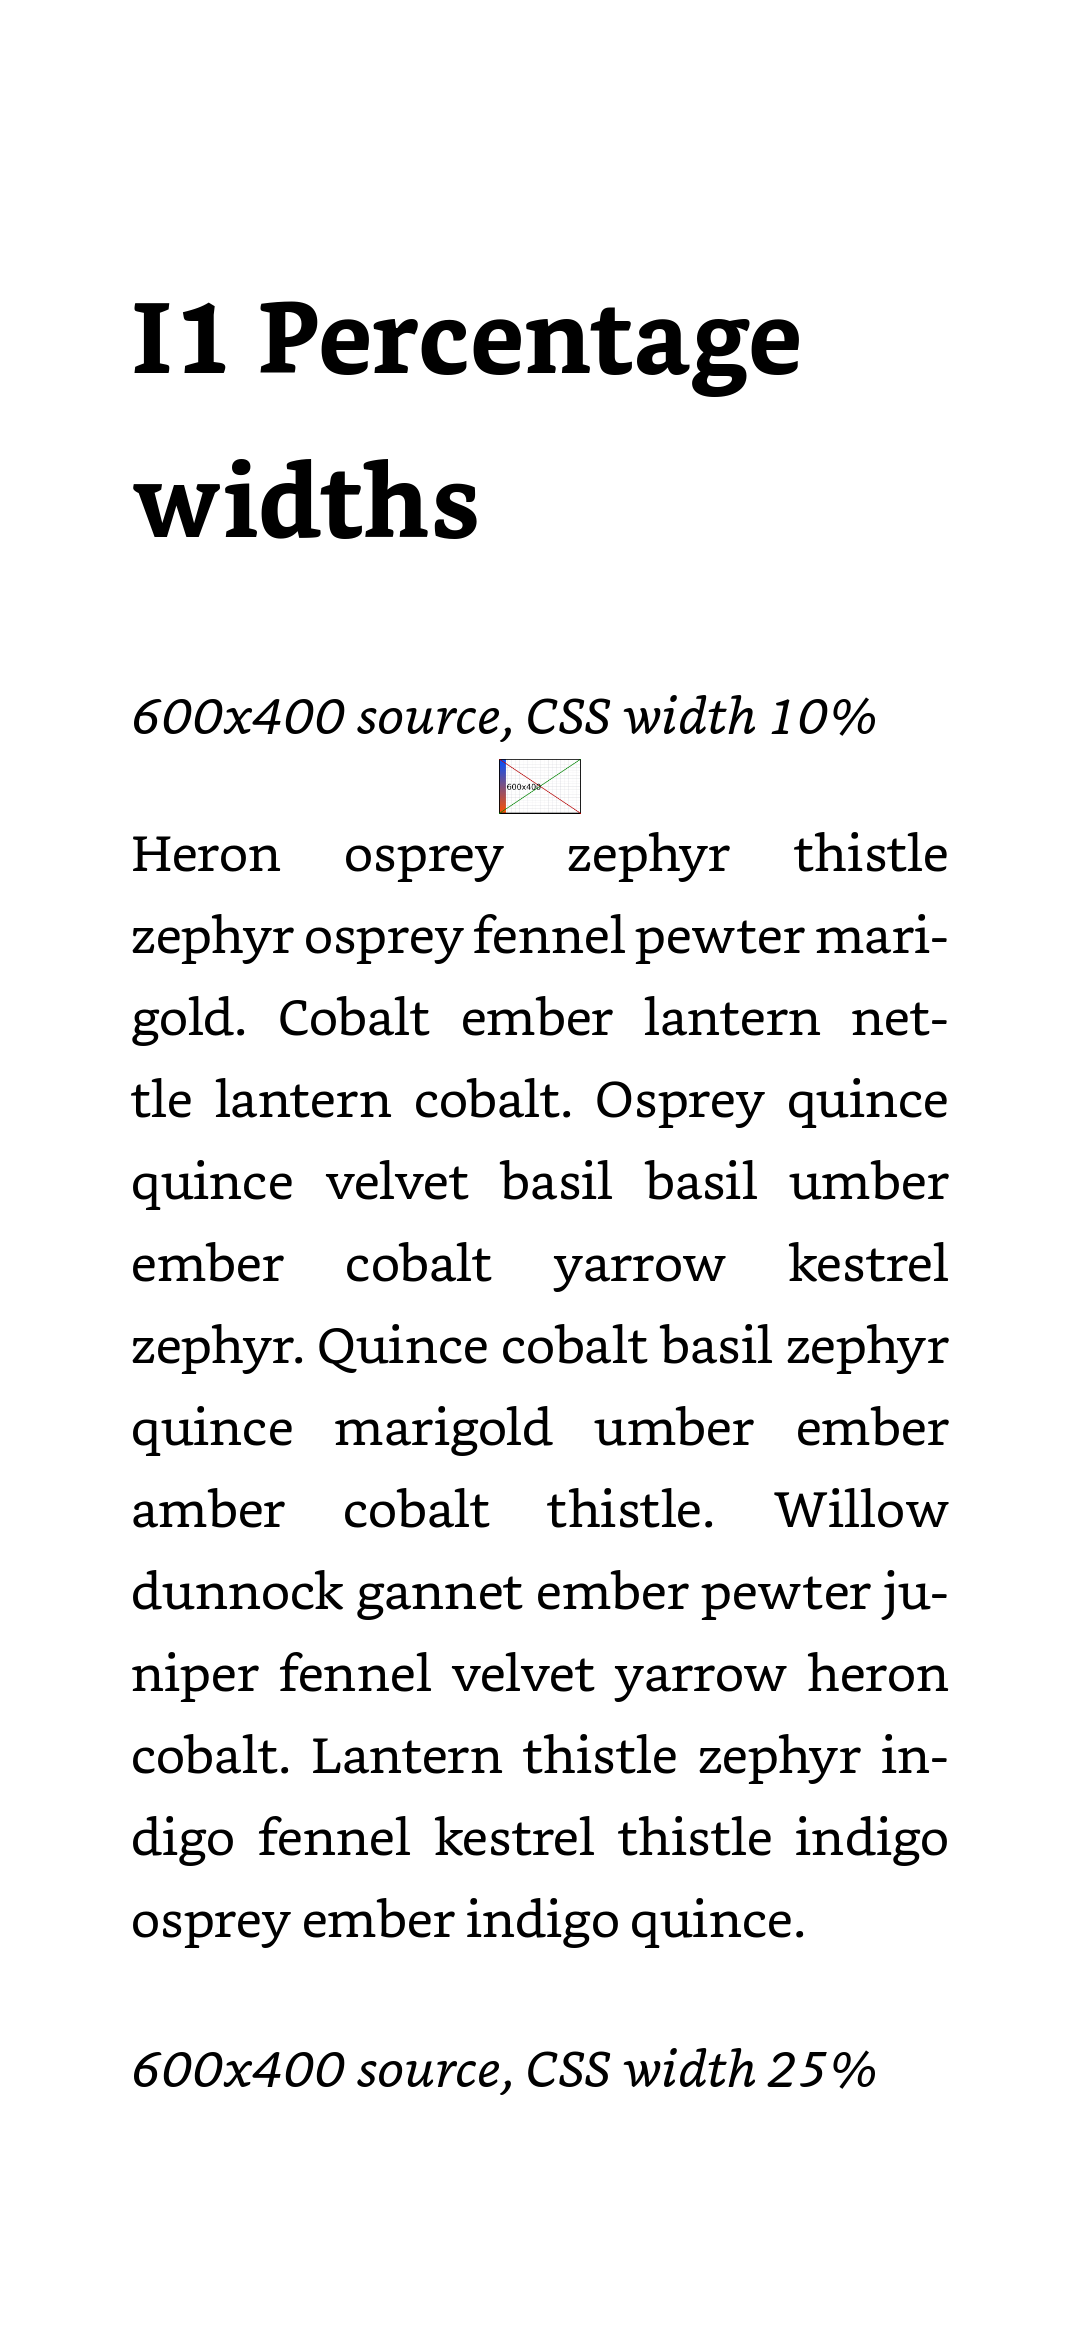 I1 Percentage
widths
600x400 source, CSS width 10%
600x400
Heron osprey zephyr thistle
zephyr osprey fennel pewter mari-
gold. Cobalt ember lantern net-
tle lantern cobalt. Osprey quince
quince velvet basil basil umber
ember cobalt yarrow kestrel
zephyr. Quince cobalt basil zephyr
quince marigold umber ember
amber cobalt thistle. Willow
dunnock gannet ember pewter ju-
niper fennel velvet yarrow heron
cobalt. Lantern thistle zephyr in-
digo fennel kestrel thistle indigo
osprey ember indigo quince.
600x400 source, CSS width 25%